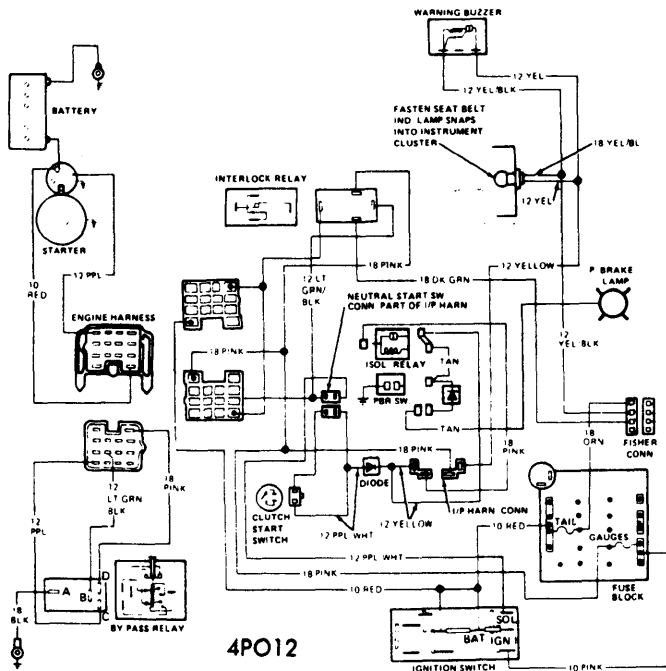 WARNING BUZZER
12 YEL
12 YEL/BLK
BATTERY
FASTEN SEAT BELT
IND. LAMP SNAPS
INTO INSTRUMENT
CLUSTER
18 YEL/BL
12 YEL
INTERLOCK RELAY
STARTER
10
RED
12 PPL
18 PINK
12 LT
GRN/
BLK
18 DK GRN
12 YELLOW
P BRAKE
LAMP
NEUTRAL START SW
CONN PART OF I/P HARN
ENGINE HARNESS
18 PINK
ISOL RELAY
TAN
12
YEL-BLK
PBR SW
TAN
18 PINK
18
PINK
18
ORN
FISHER
CONN
12
LT GRN
BLK
18
PINK
DIODE
I/P HARN CONN
CLUTCH
START
SWITCH
12 PPL WHT
12 YELLOW
10 RED
TAIL
GAUGES
12
PPL
12 PPL WHT
18 PINK
10 RED
FUSE
BLOCK
A
B
D
C
18
BLK
BY PASS RELAY
4PO12
SOL
BAT
IGN I
IGNITION SWITCH
10 PINK